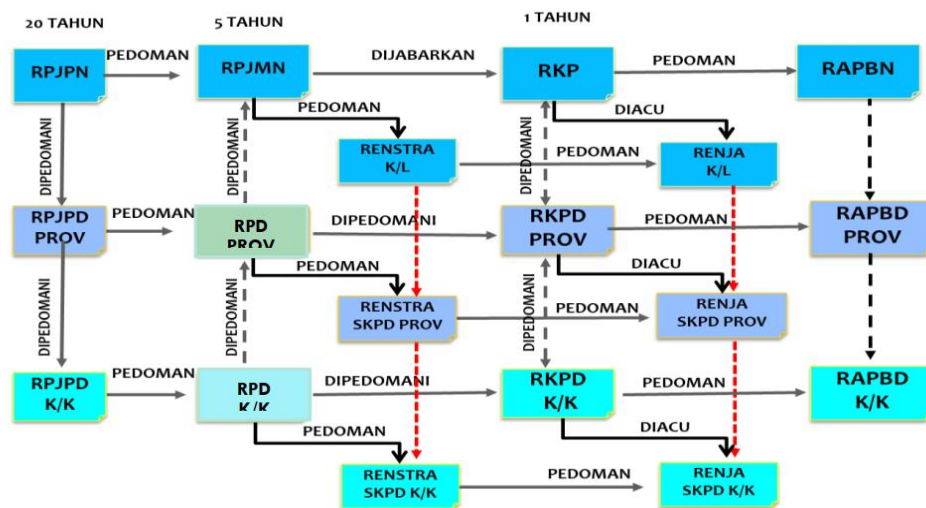 20 TAHUN
5 TAHUN
1 TAHUN
RPJPN
PEDOMAN
RPJMN
DIJABARKAN
RKP
PEDOMAN
RAPBN
PEDOMAN
DIACU
DIPEDOMANI
DIPEDOMANI
DIPEDOMANI
RENSTRA
K/L
PEDOMAN
RENJA
K/L
RPJPD
PROV
PEDOMAN
RPD
PROV
DIPEDOMANI
RKPD
PROV
PEDOMAN
RAPBD
PROV
PEDOMAN
DIACU
DIPEDOMANI
DIPEDOMANI
DIPEDOMANI
RENSTRA
SKPD PROV
PEDOMAN
RENJA
SKPD PROV
RPJPD
K/K
PEDOMAN
RPD
K/K
DIPEDOMANI
RKPD
K/K
PEDOMAN
RAPBD
K/K
PEDOMAN
DIACU
RENSTRA
SKPD K/K
PEDOMAN
RENJA
SKPD K/K